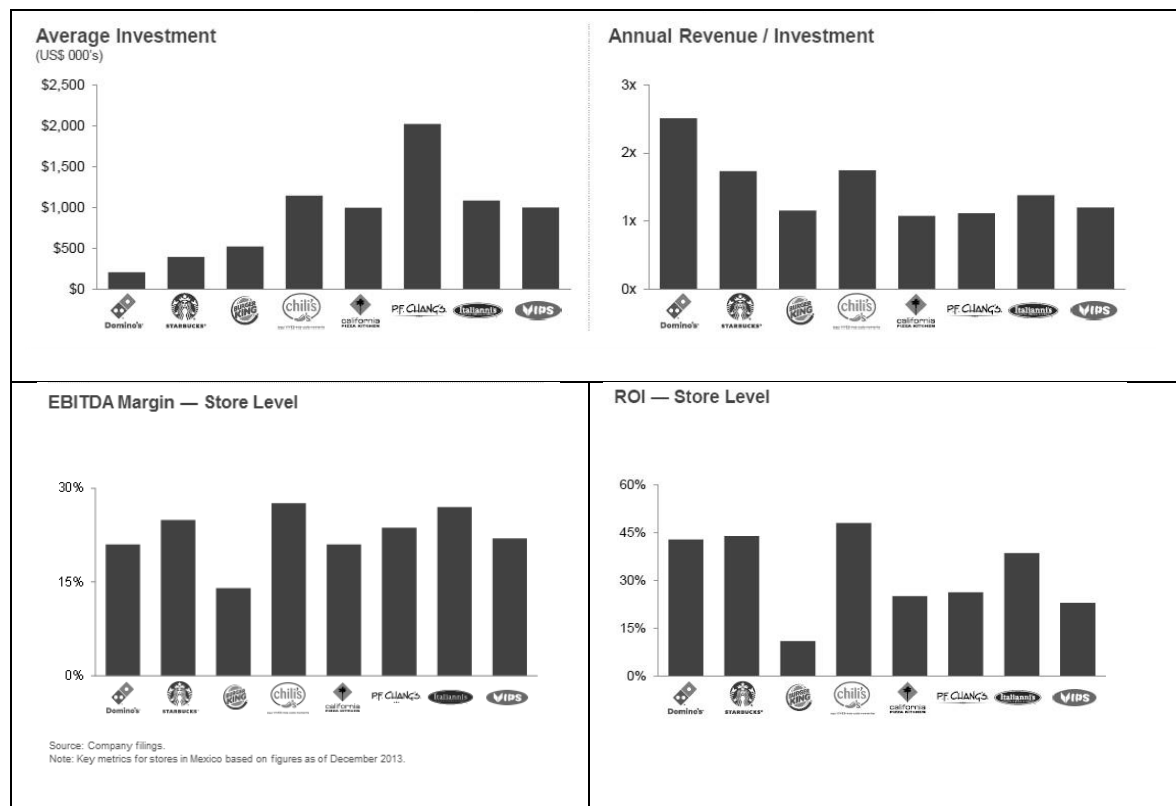 Average Investment
(US$ 000's)
$2,500
$2,000
$1,500
$1,000
$500
$0
Domino's
STARBUCKS
BURGER KING
chili's
california PIZZA KITCHEN
P.F. CHANG'S
Italianni's
VIPS
Annual Revenue / Investment
3x
2x
1x
0x
Domino's
STARBUCKS
BURGER KING
chili's
california PIZZA KITCHEN
P.F. CHANG'S
Italianni's
VIPS
EBITDA Margin — Store Level
30%
15%
0%
Domino's
STARBUCKS
BURGER KING
chili's
california PIZZA KITCHEN
P.F. CHANG'S
Italianni's
VIPS
Source: Company filings.
Note: Key metrics for stores in Mexico based on figures as of December 2013.
ROI — Store Level
60%
45%
30%
15%
0%
Domino's
STARBUCKS
BURGER KING
chili's
california PIZZA KITCHEN
P.F. CHANG'S
Italianni's
VIPS